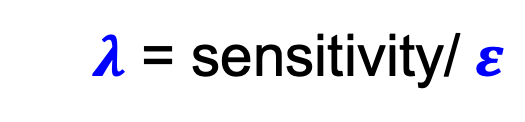 λ = sensitivity/ ε